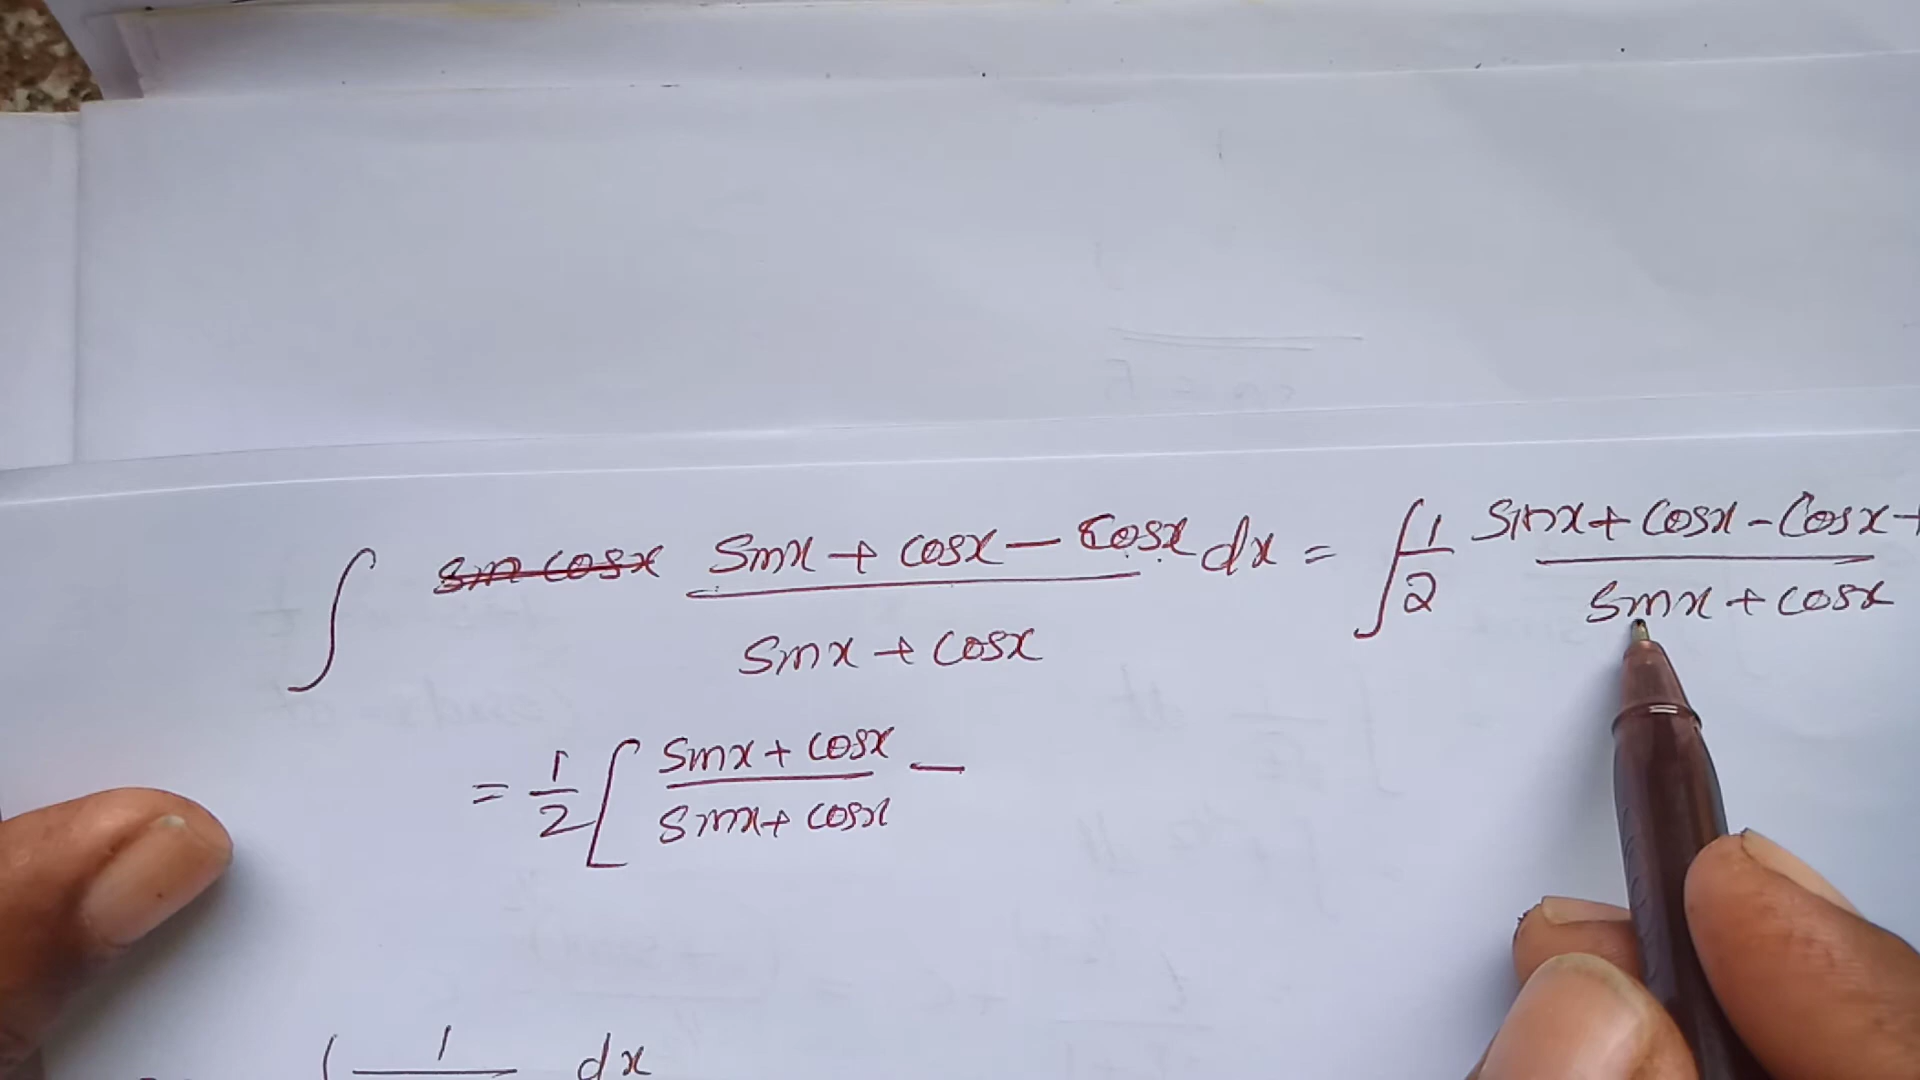 ∫ sin cosx sinx + cosx - cosx dx = ∫ 1/2 sinx + cosx - cosx +
sinx + cosx sinx + cosx
= 1/2 [ sinx + cosx / sinx + cosx -
∫ 1 dx